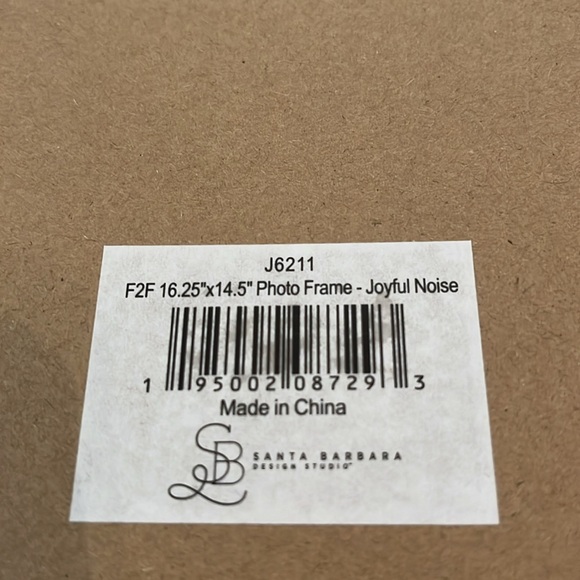 J6211
F2F 16.25"x14.5" Photo Frame - Joyful Noise
1 95002 08729 3
Made in China
SB
SANTA BARBARA
DESIGN STUDIO™